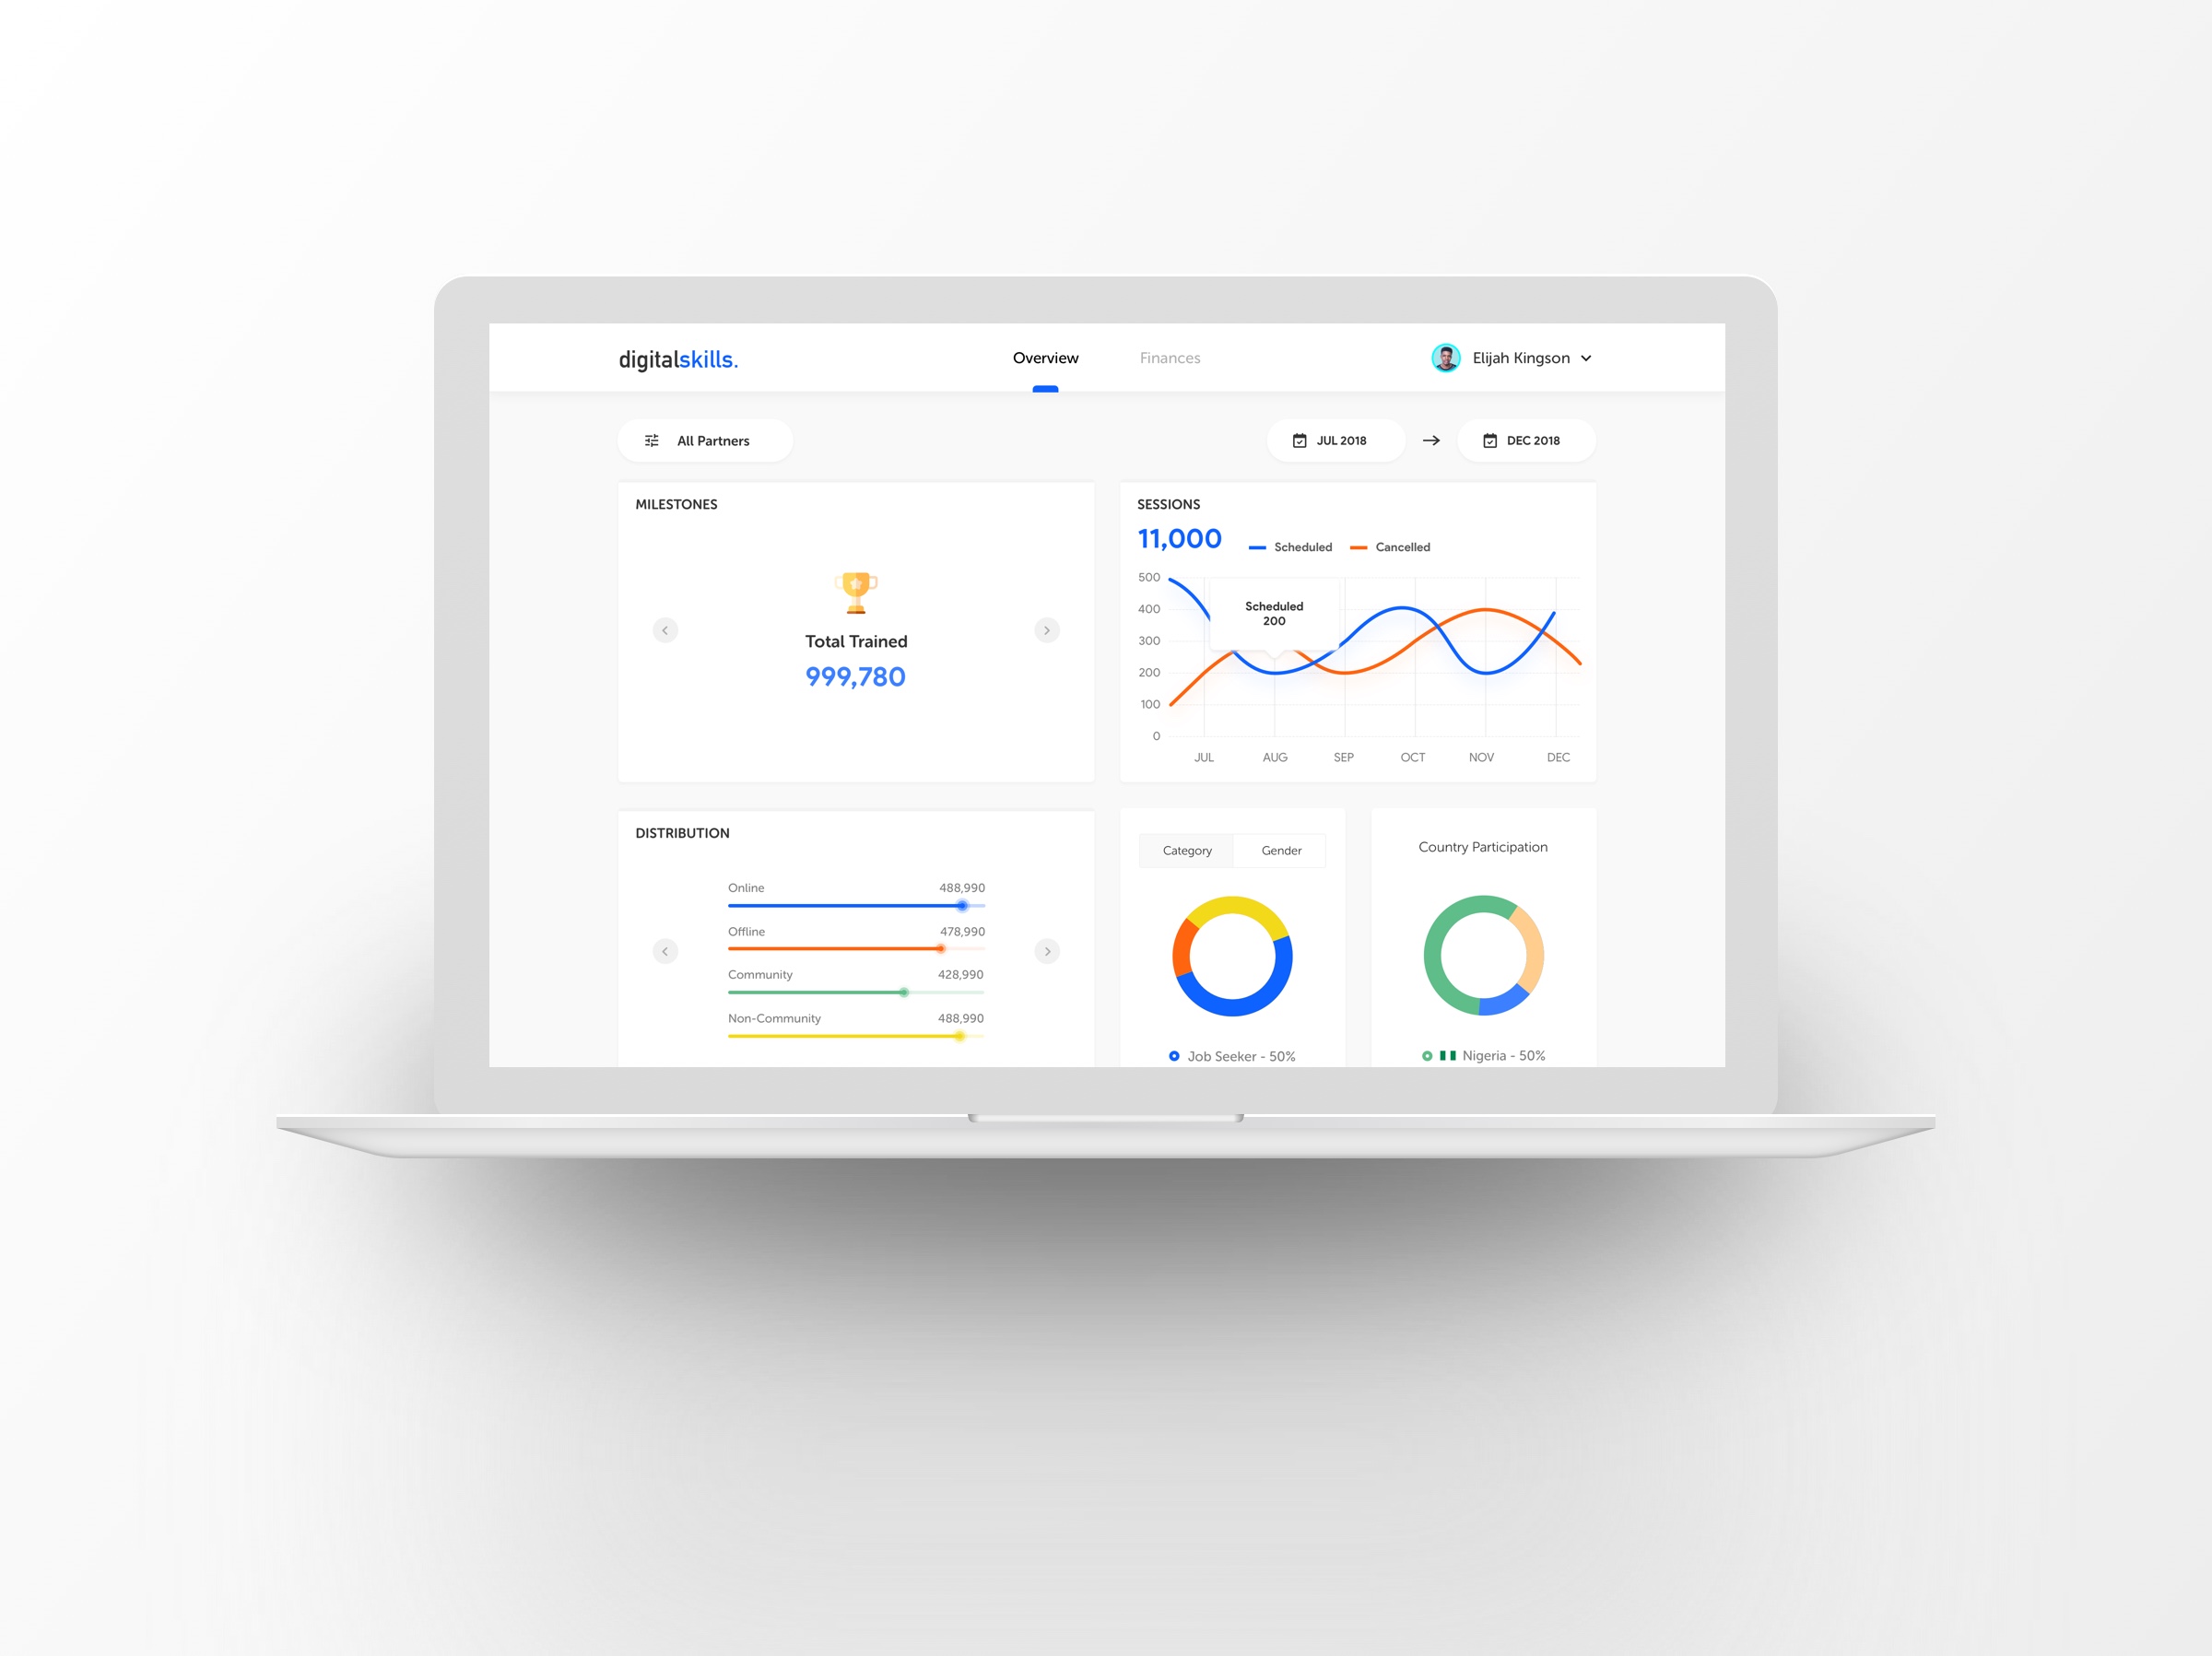 digitalskills.
Overview
Finances
Elijah Kingson
All Partners
JUL 2018
DEC 2018
MILESTONES
Total Trained
999,780
SESSIONS
11,000
Scheduled
Cancelled
500
400
300
200
100
0
Scheduled
200
JUL
AUG
SEP
OCT
NOV
DEC
DISTRIBUTION
Online
488,990
Offline
478,990
Community
428,990
Non-Community
488,990
Category
Gender
Job Seeker - 50%
Country Participation
Nigeria - 50%